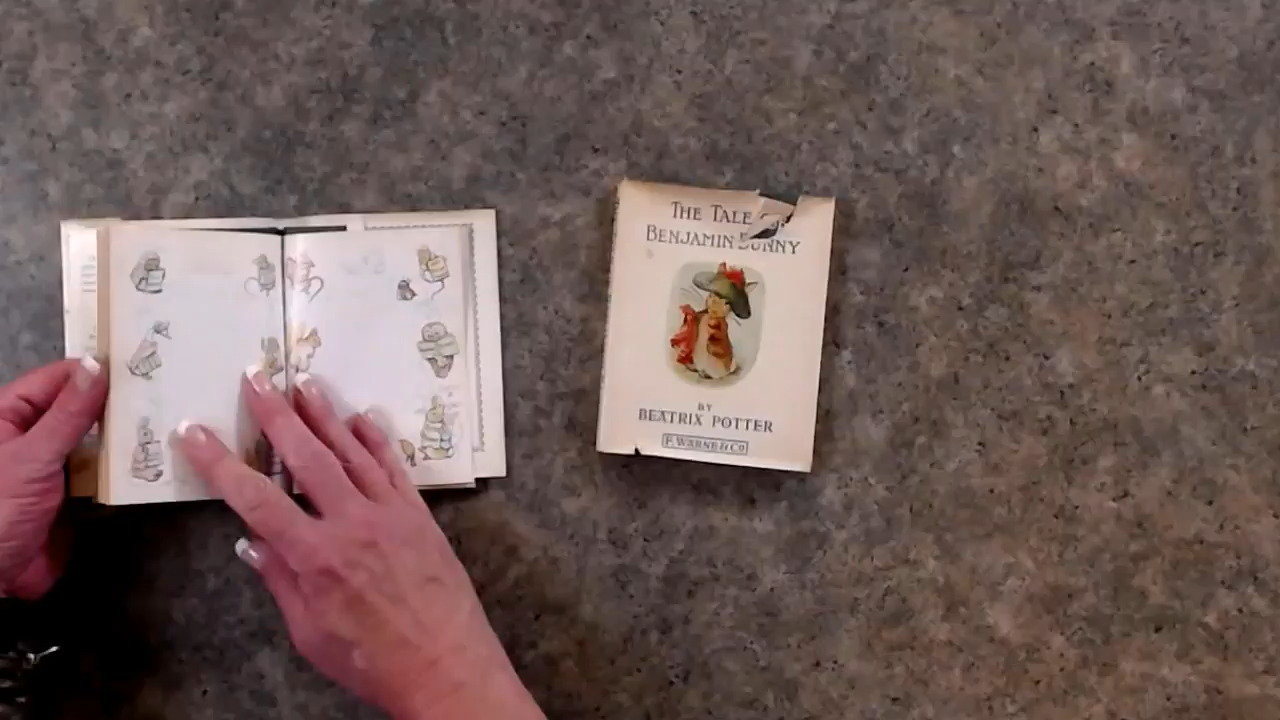 THE TALE
BENJAMIN BUNNY
BY
BEATRIX POTTER
F. WARNE & CO